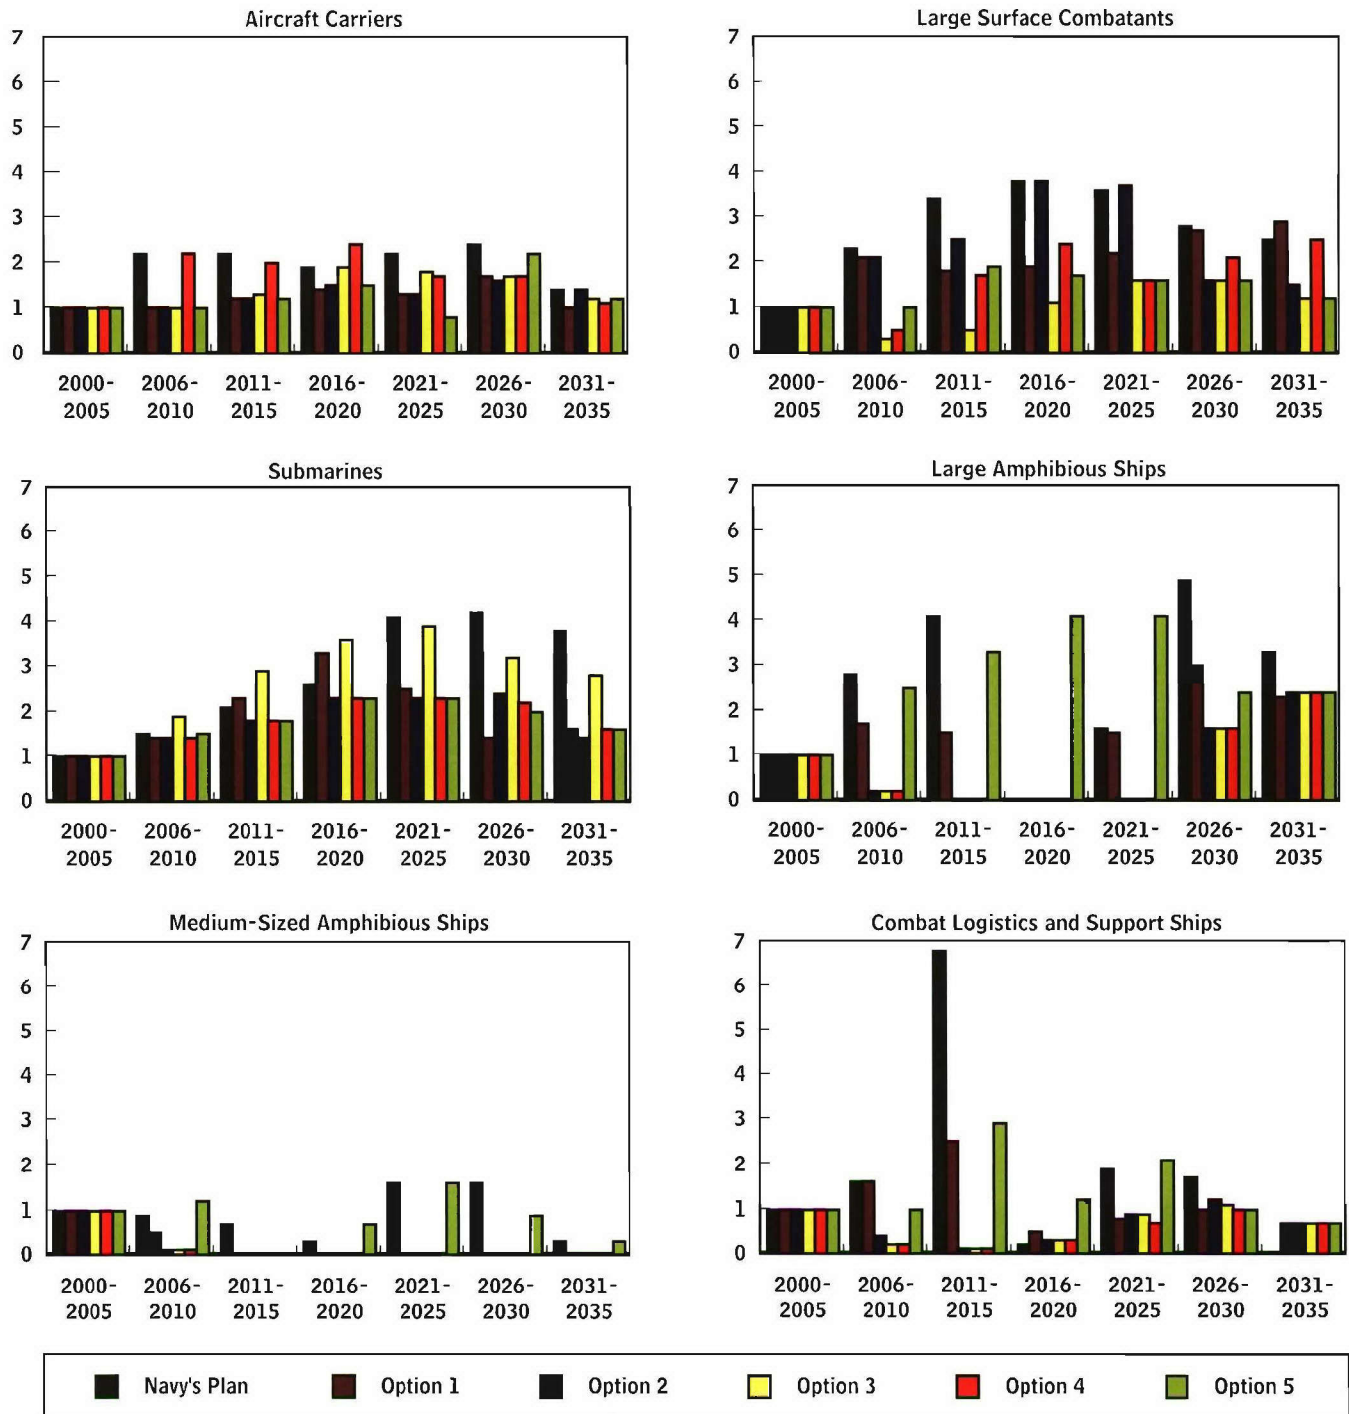 Aircraft Carriers
7
6
5
4
3
2
1
0
2000- 2006- 2011- 2016- 2021- 2026- 2031-
2005 2010 2015 2020 2025 2030 2035
Large Surface Combatants
7
6
5
4
3
2
1
0
2000- 2006- 2011- 2016- 2021- 2026- 2031-
2005 2010 2015 2020 2025 2030 2035
Submarines
7
6
5
4
3
2
1
0
2000- 2006- 2011- 2016- 2021- 2026- 2031-
2005 2010 2015 2020 2025 2030 2035
Large Amphibious Ships
7
6
5
4
3
2
1
0
2000- 2006- 2011- 2016- 2021- 2026- 2031-
2005 2010 2015 2020 2025 2030 2035
Medium-Sized Amphibious Ships
7
6
5
4
3
2
1
0
2000- 2006- 2011- 2016- 2021- 2026- 2031-
2005 2010 2015 2020 2025 2030 2035
Combat Logistics and Support Ships
7
6
5
4
3
2
1
0
2000- 2006- 2011- 2016- 2021- 2026- 2031-
2005 2010 2015 2020 2025 2030 2035
Navy's Plan Option 1 Option 2 Option 3 Option 4 Option 5